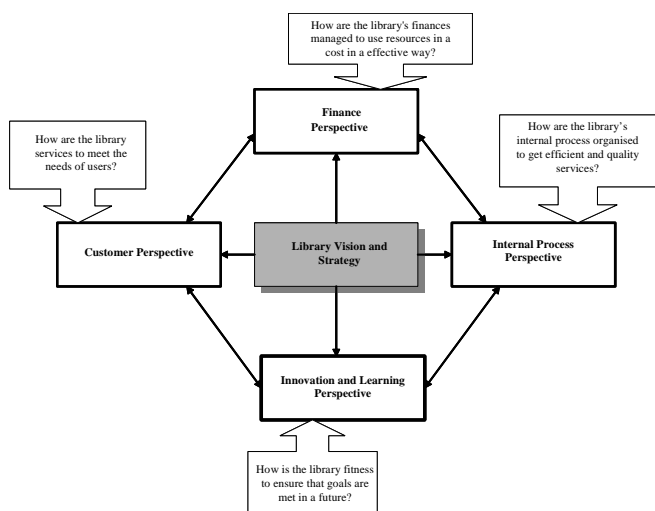 How are the library's finances
managed to use resources in a
cost in a effective way?
Finance
Perspective
How are the library
services to meet the
needs of users?
How are the library's
internal process organised
to get efficient and quality
services?
Customer Perspective
Library Vision and
Strategy
Internal Process
Perspective
Innovation and Learning
Perspective
How is the library fitness
to ensure that goals are
met in a future?